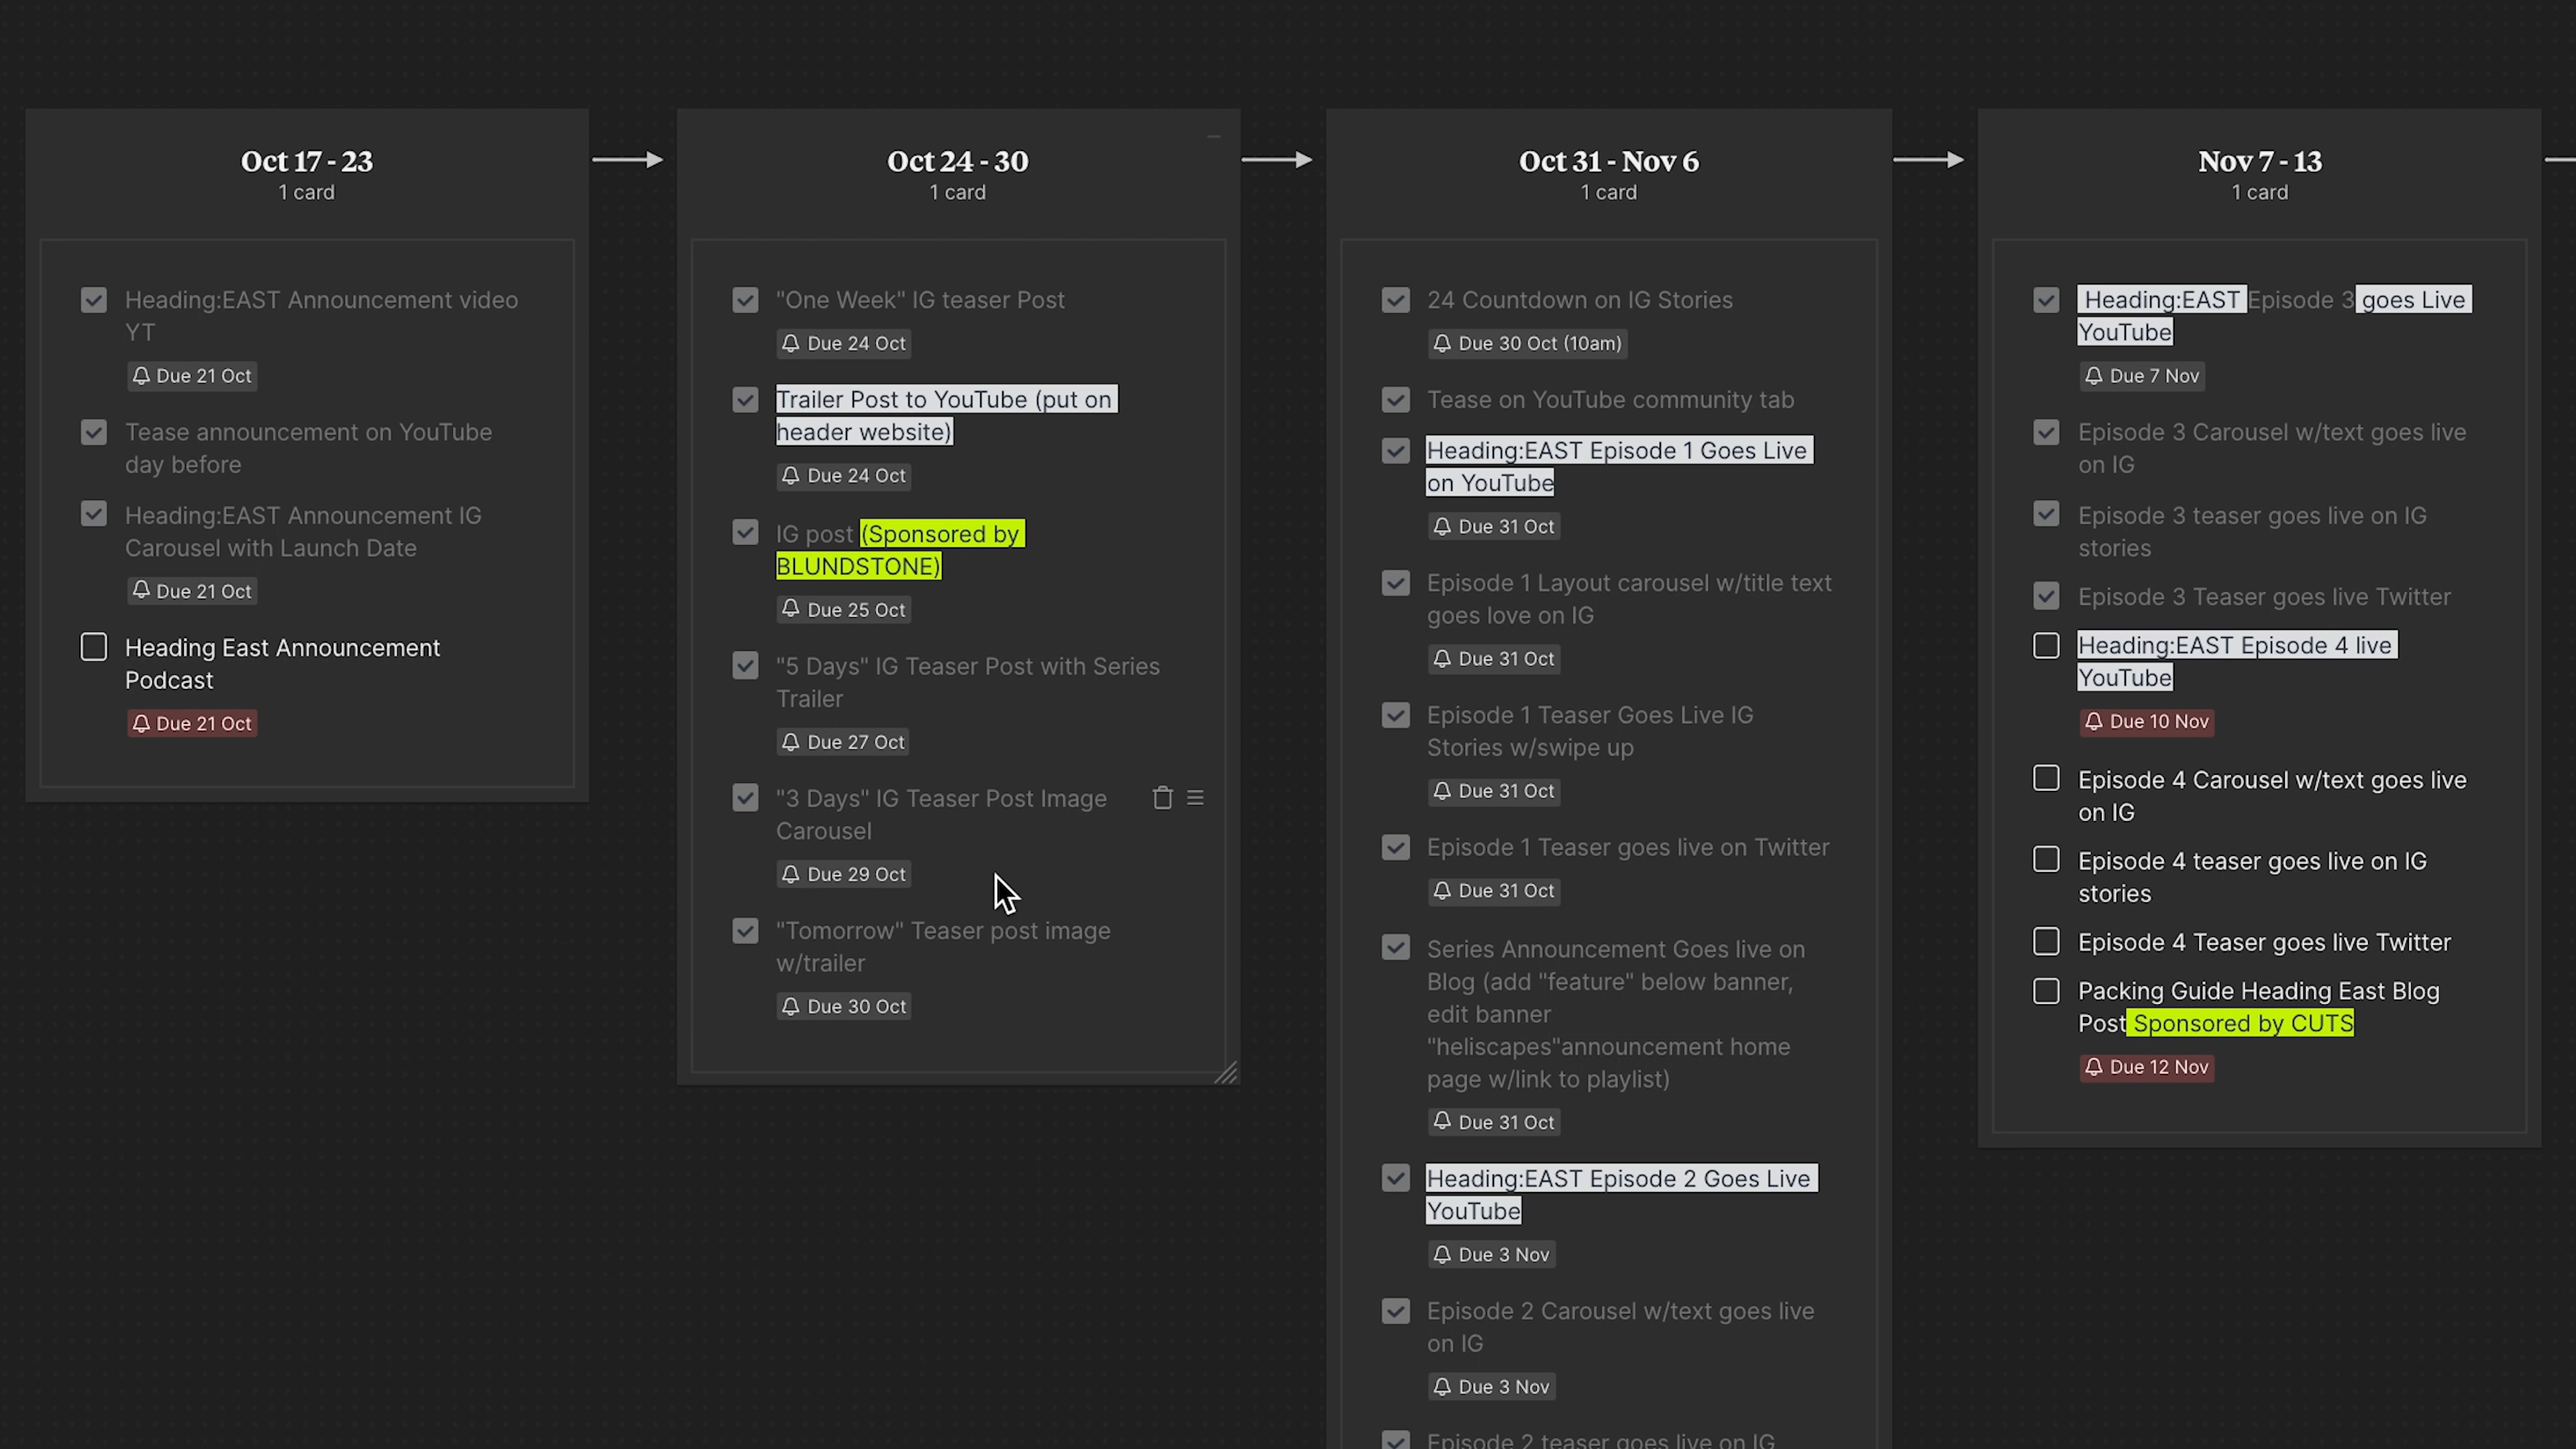 Oct 17 - 23
1 card
Heading:EAST Announcement video
YT
Due 21 Oct
Tease announcement on YouTube
day before
Heading:EAST Announcement IG
Carousel with Launch Date
Due 21 Oct
Heading East Announcement
Podcast
Due 21 Oct
Oct 24 - 30
1 card
"One Week" IG teaser Post
Due 24 Oct
Trailer Post to YouTube (put on
header website)
Due 24 Oct
IG post (Sponsored by
BLUNDSTONE)
Due 25 Oct
"5 Days" IG Teaser Post with Series
Trailer
Due 27 Oct
"3 Days" IG Teaser Post Image
Carousel
Due 29 Oct
"Tomorrow" Teaser post image
w/trailer
Due 30 Oct
Oct 31 - Nov 6
1 card
24 Countdown on IG Stories
Due 30 Oct (10am)
Tease on YouTube community tab
Heading:EAST Episode 1 Goes Live
on YouTube
Due 31 Oct
Episode 1 Layout carousel w/title text
goes love on IG
Due 31 Oct
Episode 1 Teaser Goes Live IG
Stories w/swipe up
Due 31 Oct
Episode 1 Teaser goes live on Twitter
Due 31 Oct
Series Announcement Goes live on
Blog (add "feature" below banner,
edit banner
"heliscapes"announcement home
page w/link to playlist)
Due 31 Oct
Heading:EAST Episode 2 Goes Live
YouTube
Due 3 Nov
Episode 2 Carousel w/text goes live
on IG
Due 3 Nov
Episode 2 teaser goes live on IG
Nov 7 - 13
1 card
Heading:EAST Episode 3 goes Live
YouTube
Due 7 Nov
Episode 3 Carousel w/text goes live
on IG
Episode 3 teaser goes live on IG
stories
Episode 3 Teaser goes live Twitter
Heading:EAST Episode 4 live
YouTube
Due 10 Nov
Episode 4 Carousel w/text goes live
on IG
Episode 4 teaser goes live on IG
stories
Episode 4 Teaser goes live Twitter
Packing Guide Heading East Blog
Post Sponsored by CUTS
Due 12 Nov